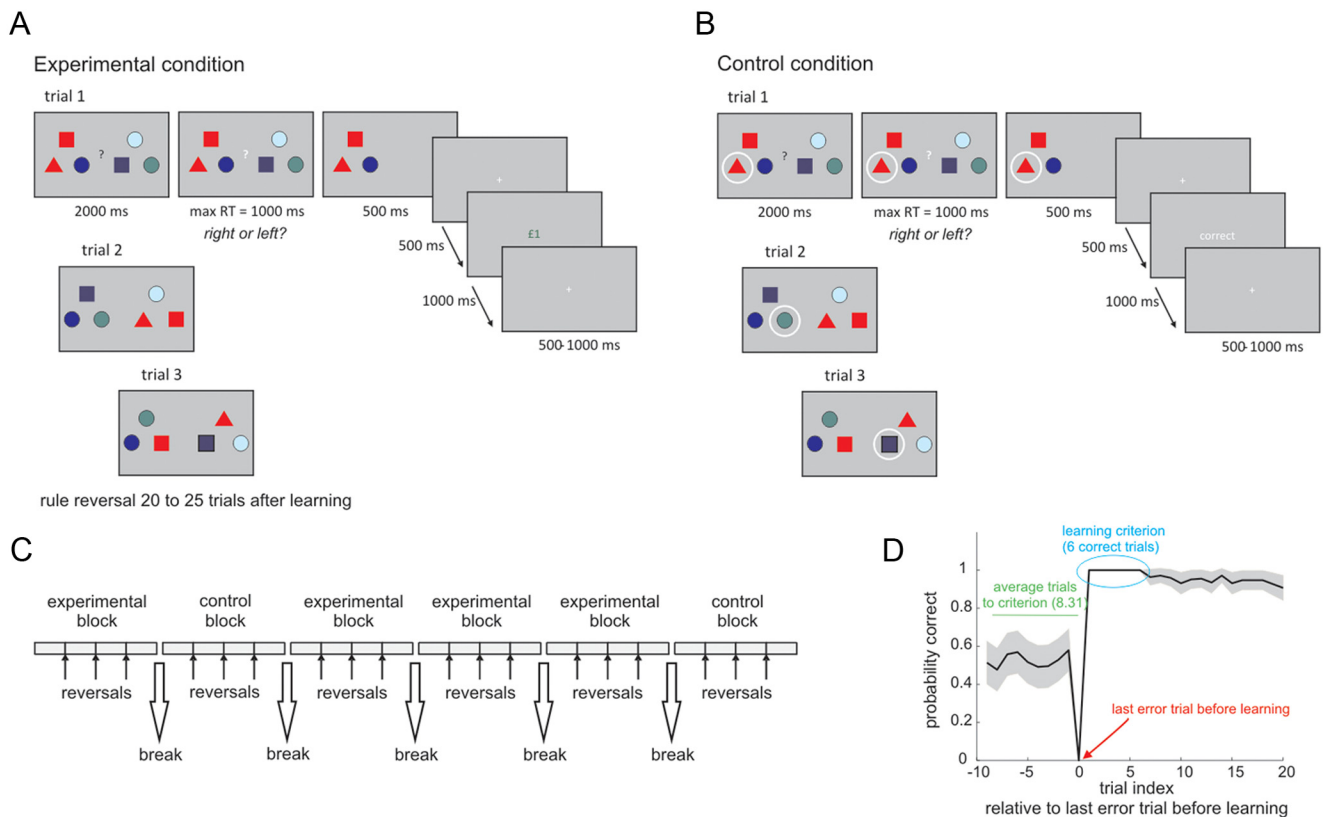 A
Experimental condition
trial 1
?
?
2000 ms
max RT = 1000 ms
right or left?
500 ms
+
500 ms
£1
1000 ms
+
500-1000 ms
trial 2
trial 3
rule reversal 20 to 25 trials after learning
B
Control condition
trial 1
?
?
2000 ms
max RT = 1000 ms
right or left?
500 ms
+
500 ms
correct
1000 ms
+
500-1000 ms
trial 2
trial 3
C
experimental
block
control
block
experimental
block
experimental
block
experimental
block
control
block
reversals
reversals
reversals
reversals
reversals
reversals
break
break
break
break
break
D
learning criterion
(6 correct trials)
average trials
to criterion (8.31)
last error trial before learning
probability correct
1
0.8
0.6
0.4
0.2
0
-10
-5
0
5
10
15
20
trial index
relative to last error trial before learning